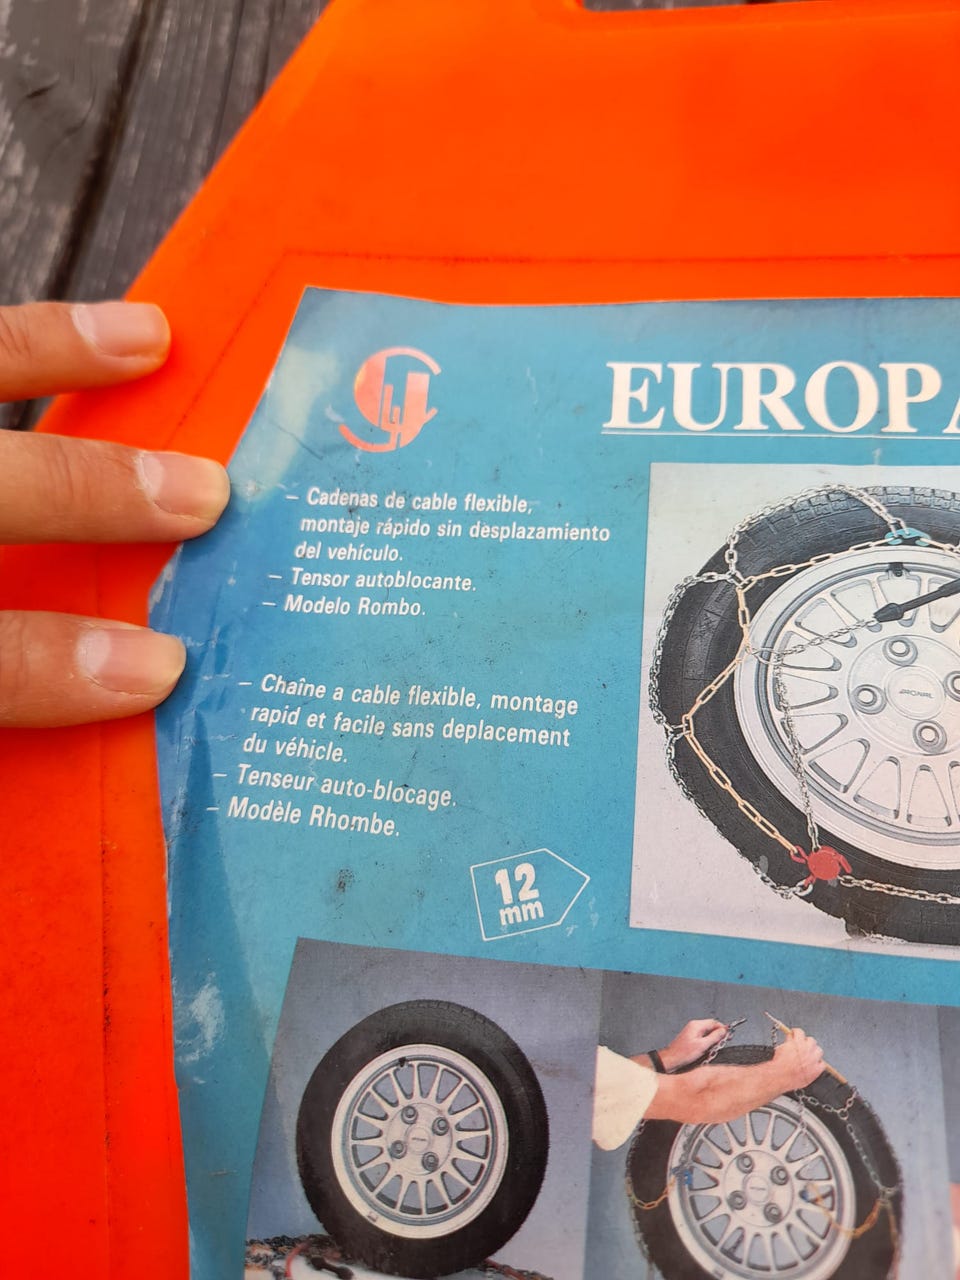 EUROPA
– Cadenas de cable flexible,
montaje rápido sin desplazamiento
del vehículo.
– Tensor autoblocante.
– Modelo Rombo.
– Chaîne a cable flexible, montage
rapid et facile sans deplacement
du véhicle.
– Tenseur auto-blocage.
– Modèle Rhombe.
12
mm